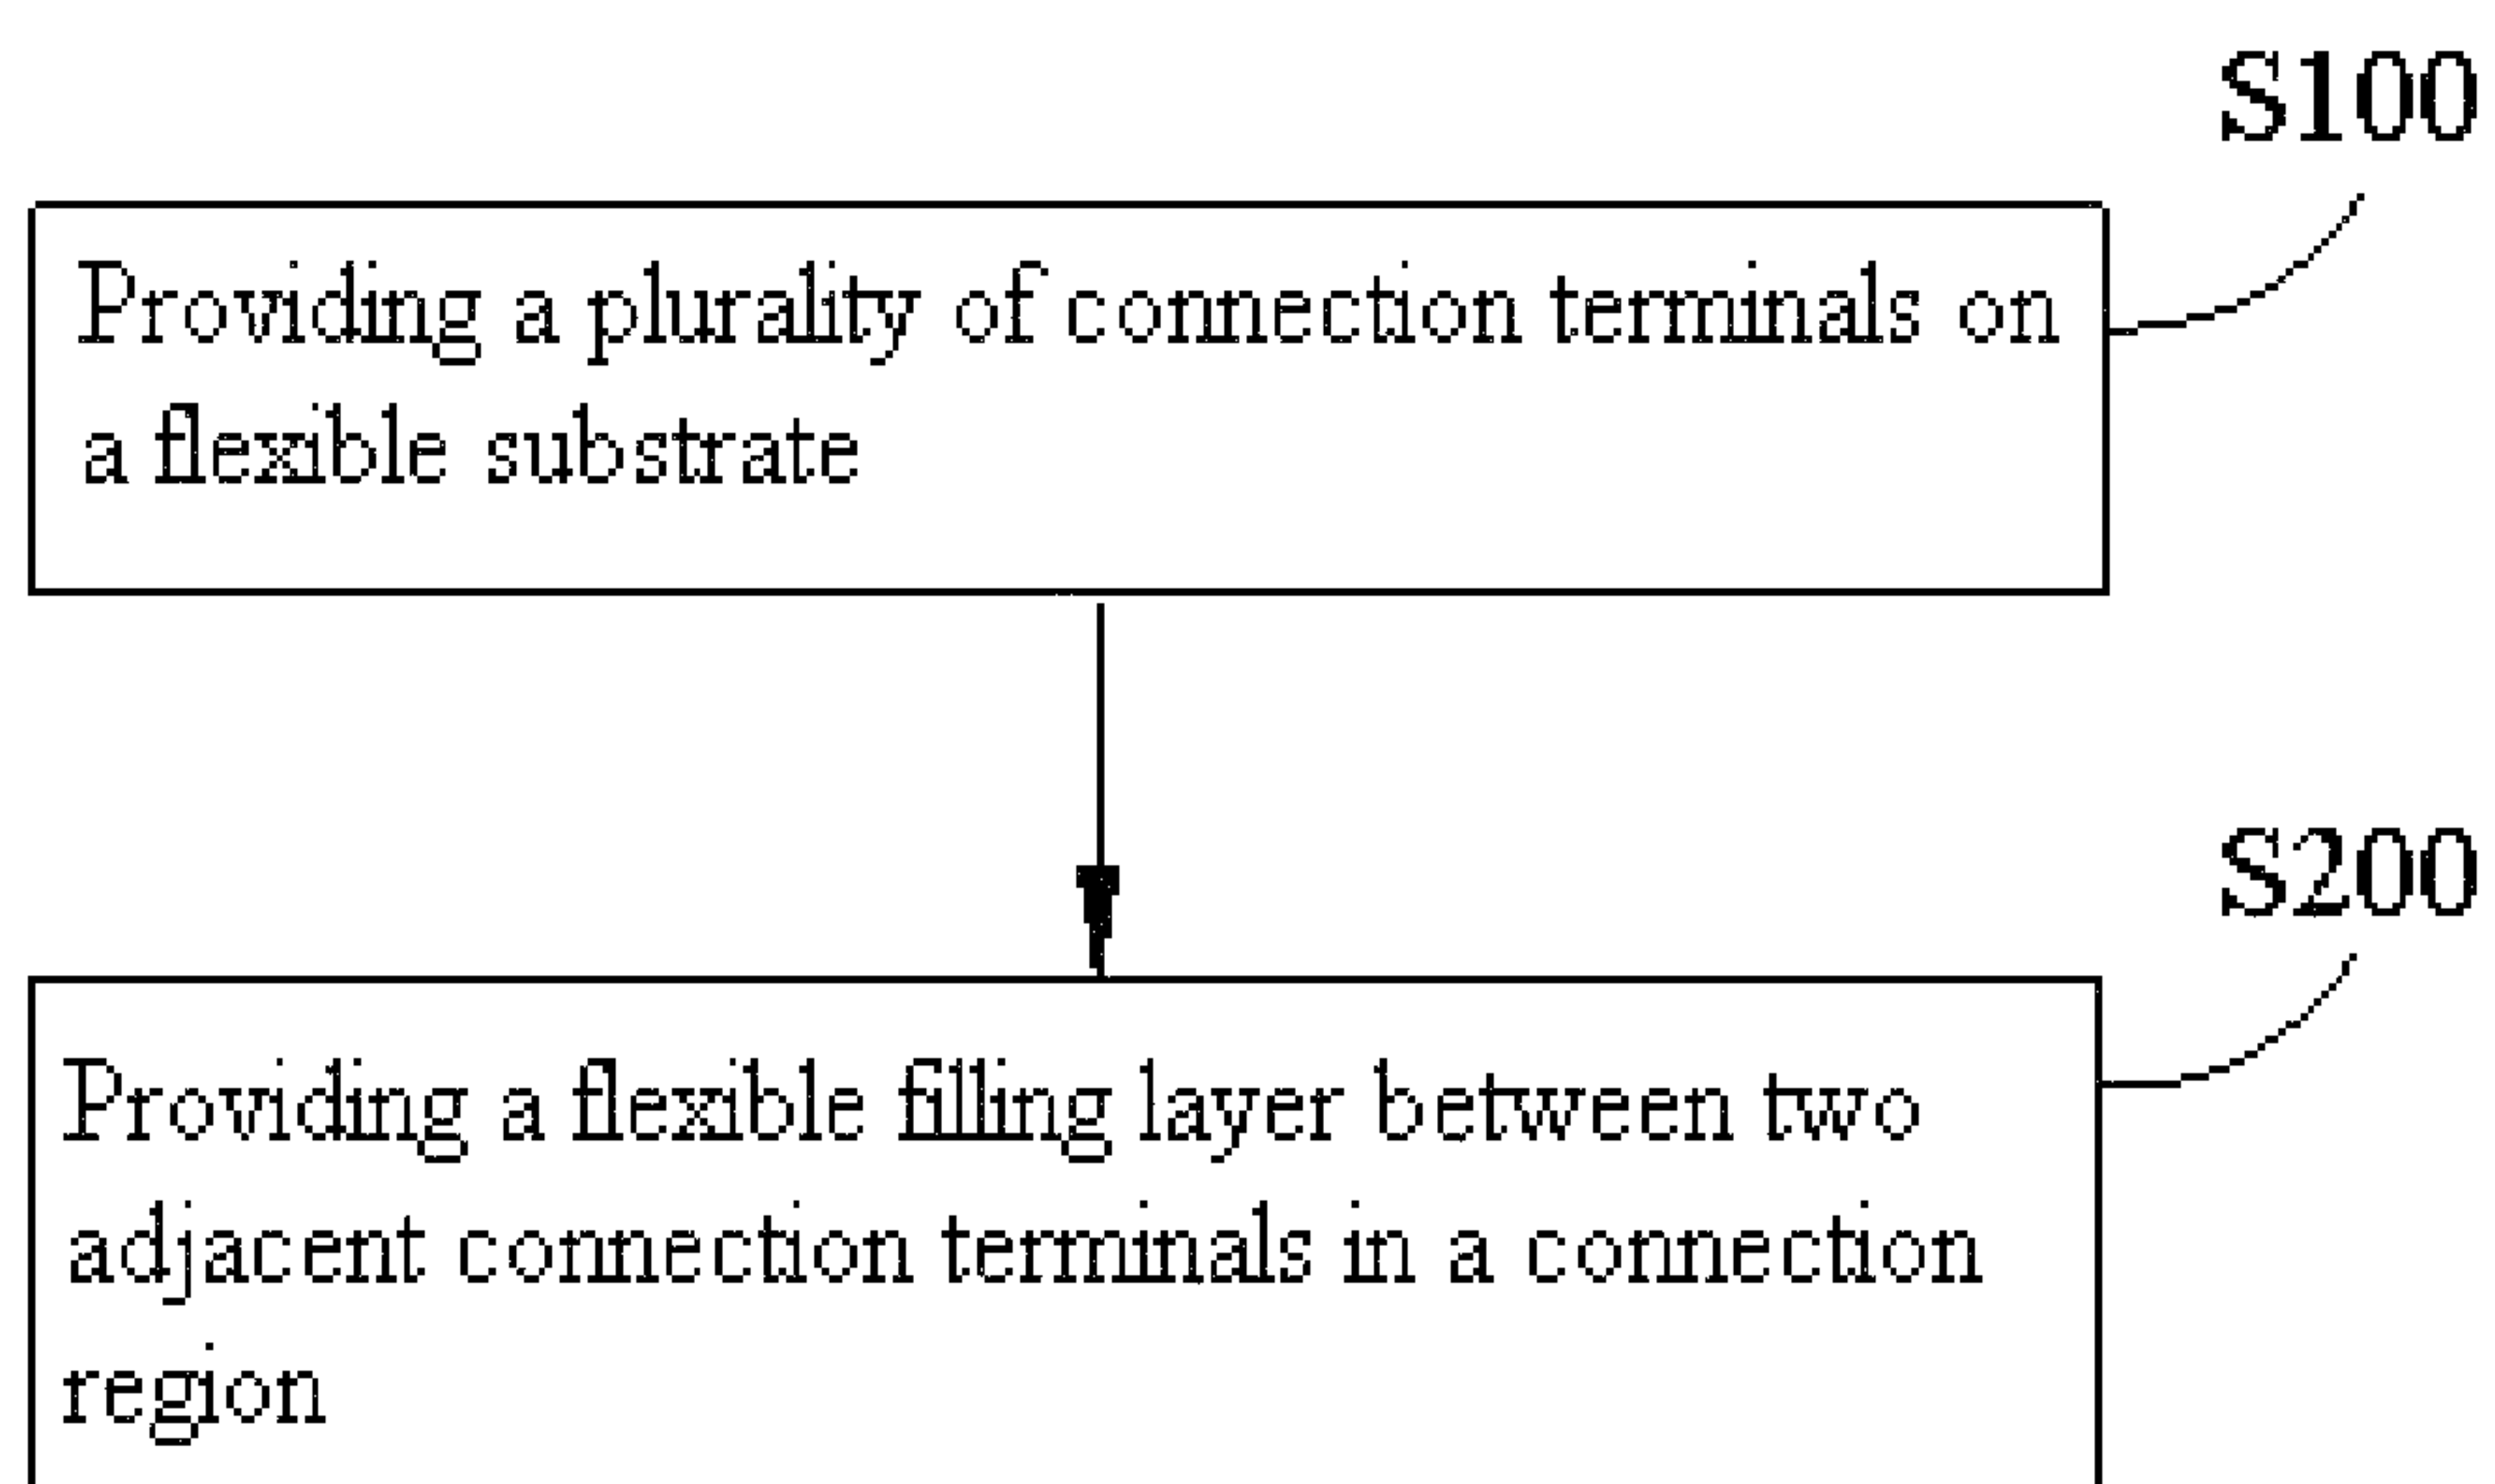 S100
Providing a plurality of connection terminals on
a flexible substrate
S200
Providing a flexible filling layer between two
adjacent connection terminals in a connection
region